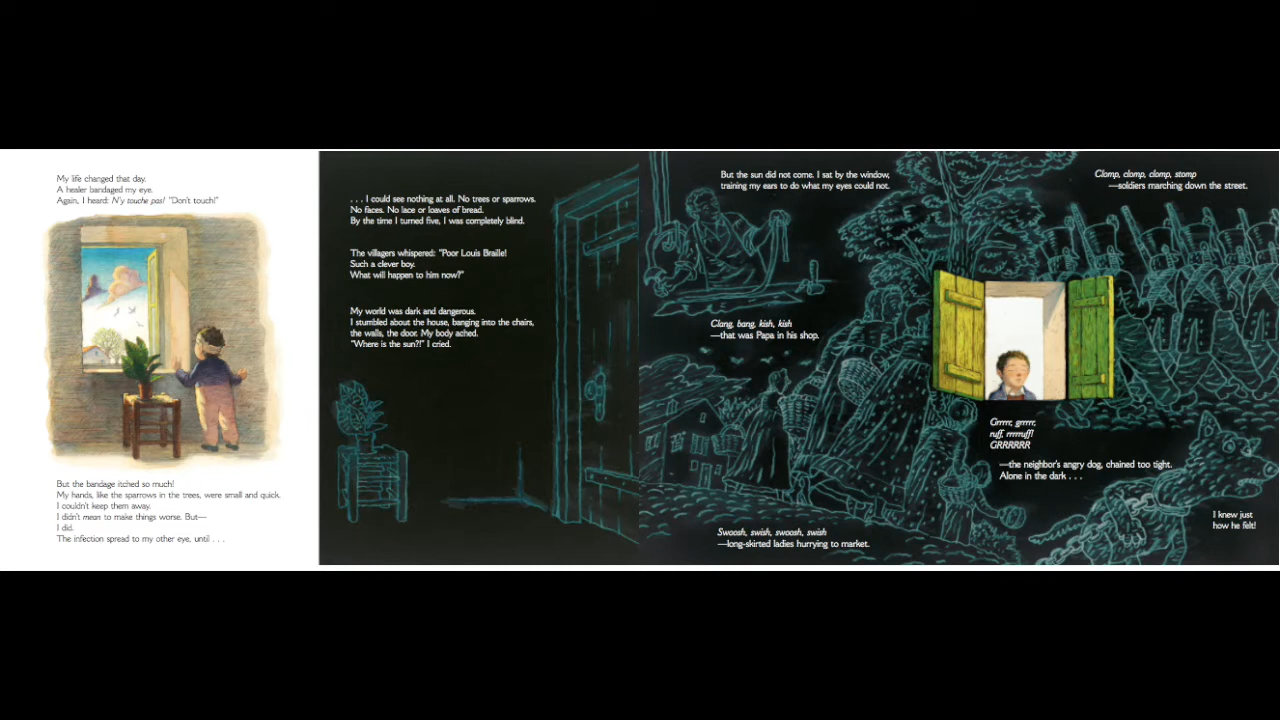 My life changed that day.
A healer bandaged my eye.
Again, I heard: N'y touche pas! "Don't touch!"
But the bandage itched so much!
My hands, like the sparrows in the trees, were small and quick.
I couldn't keep them away.
I didn't mean to make things worse. But—
I did.
The infection spread to my other eye, until . . .
. . . I could see nothing at all. No trees or sparrows.
No faces. No lace or loaves of bread.
By the time I turned five, I was completely blind.
The villagers whispered: "Poor Louis Braille!
Such a clever boy.
What will happen to him now?"
My world was dark and dangerous.
I stumbled about the house, banging into the chairs,
the walls, the door. My body ached.
"Where is the sun?!" I cried.
But the sun did not come. I sat by the window,
training my ears to do what my eyes could not.
Clang, bang, kish, kish
—that was Papa in his shop.
Swoosh, swish, swoosh, swish
—long-skirted ladies hurrying to market.
Clomp, clomp, clomp, stomp
—soldiers marching down the street.
Grrrrr, grrrrr,
ruff, rrrrruff!
GRRRRRR
—the neighbor's angry dog, chained too tight.
Alone in the dark . . .
I knew just
how he felt!